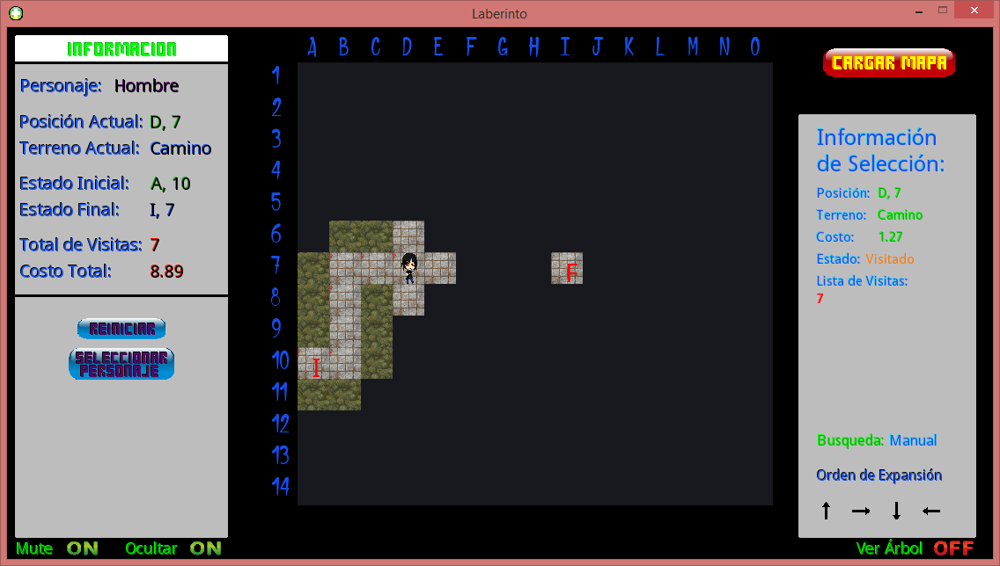 Laberinto
INFORMACION
Personaje: Hombre
Posición Actual: D, 7
Terreno Actual: Camino
Estado Inicial: A, 10
Estado Final: I, 7
Total de Visitas: 7
Costo Total: 8.89
REINICIAR
SELECCIONAR
PERSONAJE
Mute ON Ocultar ON
A B C D E F G H I J K L M N O
1
2
3
4
5
6
7
F
8
9
10
I
11
12
13
14
CARGAR MAPA
Información
de Selección:
Posición: D, 7
Terreno: Camino
Costo: 1.27
Estado: Visitado
Lista de Visitas:
7
Busqueda: Manual
Orden de Expansión
Ver Árbol OFF